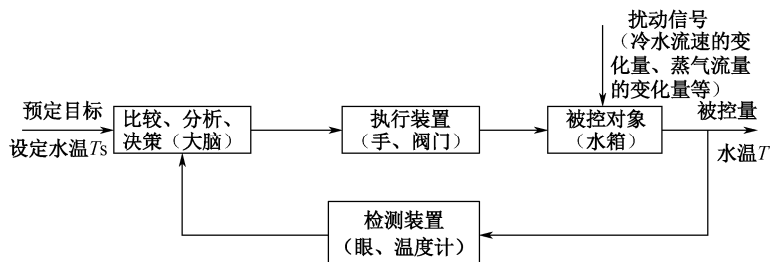 扰动信号
（冷水流速的变
化量、蒸气流量
的变化量等）
预定目标
设定水温Ts
比较、分析、
决策（大脑）
执行装置
（手、阀门）
被控对象
（水箱）
被控量
水温T
检测装置
（眼、温度计）